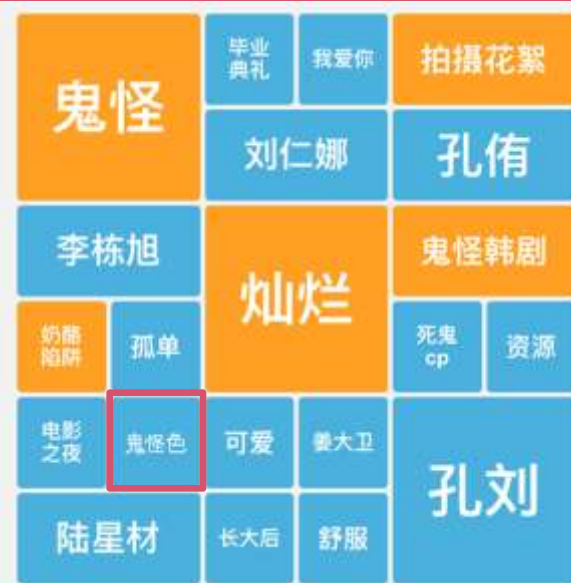 鬼怪
毕业
典礼
我爱你
拍摄花絮
刘仁娜
孔侑
李栋旭
灿烂
鬼怪韩剧
奶酪
陷阱
孤单
死鬼
cp
资源
电影
之夜
鬼怪色
可爱
姜大卫
孔刘
陆星材
长大后
舒服